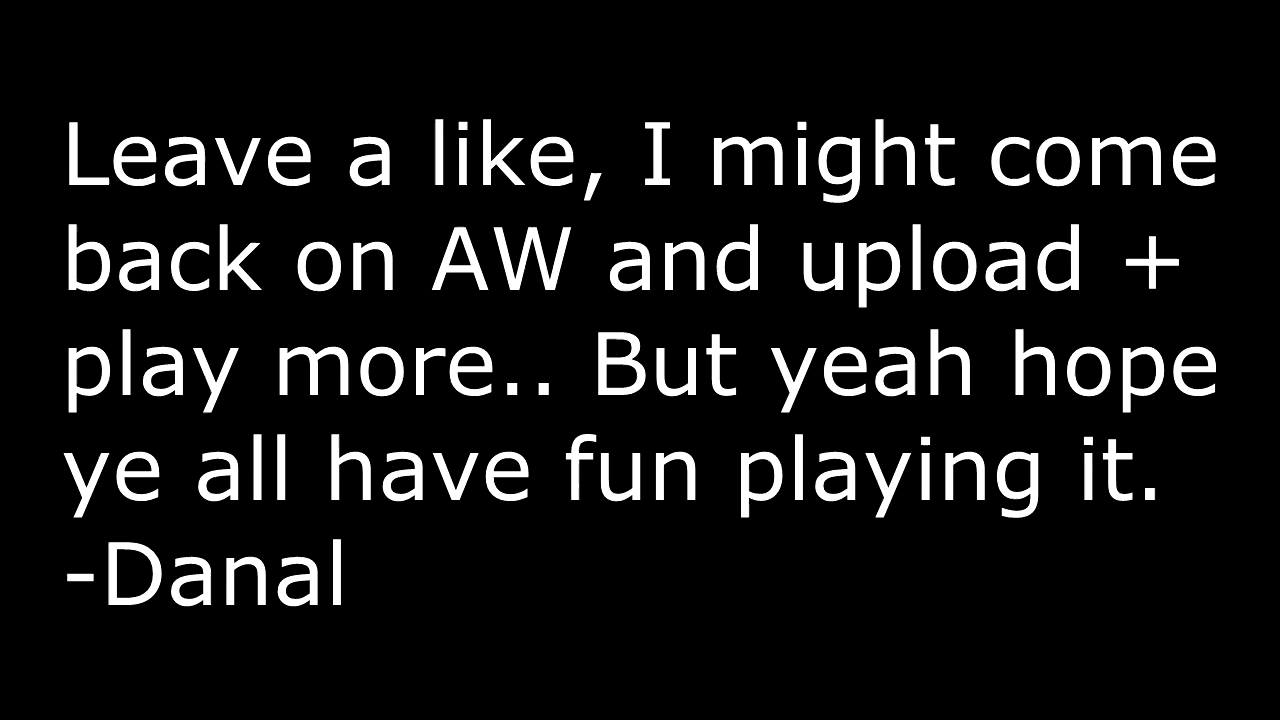 Leave a like, I might come
back on AW and upload +
play more.. But yeah hope
ye all have fun playing it.
-Danal